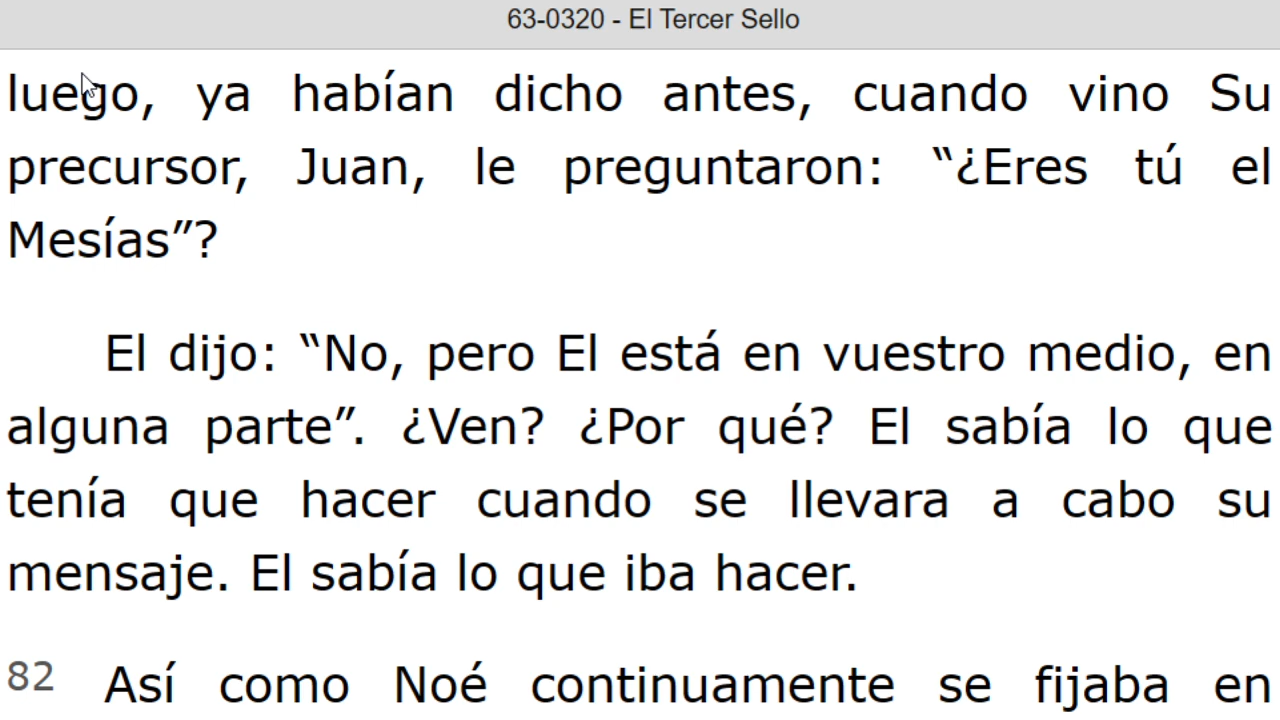 63-0320 - El Tercer Sello
luego, ya habían dicho antes, cuando vino Su
precursor, Juan, le preguntaron: “¿Eres tú el
Mesías”?
El dijo: “No, pero El está en vuestro medio, en
alguna parte”. ¿Ven? ¿Por qué? El sabía lo que
tenía que hacer cuando se llevara a cabo su
mensaje. El sabía lo que iba hacer.
82 Así como Noé continuamente se fijaba en